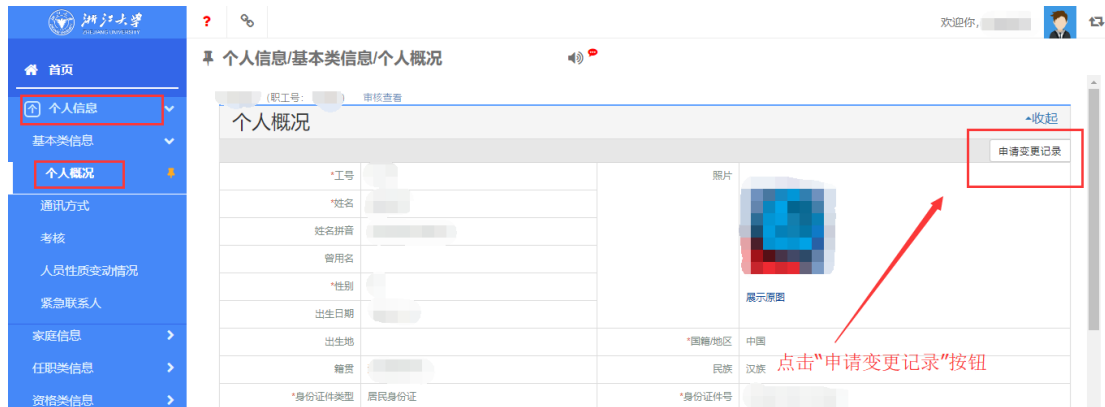 浙江大学
ZHEJIANG UNIVERSITY
?
欢迎你,
首页
个人信息/基本类信息/个人概况
个人信息
基本类信息
个人概况
通讯方式
考核
人员性质变动情况
紧急联系人
家庭信息
任职类信息
资格类信息
(职工号: ) 审核查看
个人概况
收起
申请变更记录
*工号
照片
*姓名
姓名拼音
曾用名
*性别
展示原图
出生日期
出生地
*国籍/地区 中国
籍贯
民族 汉族
点击“申请变更记录”按钮
*身份证件类型 居民身份证
*身份证件号